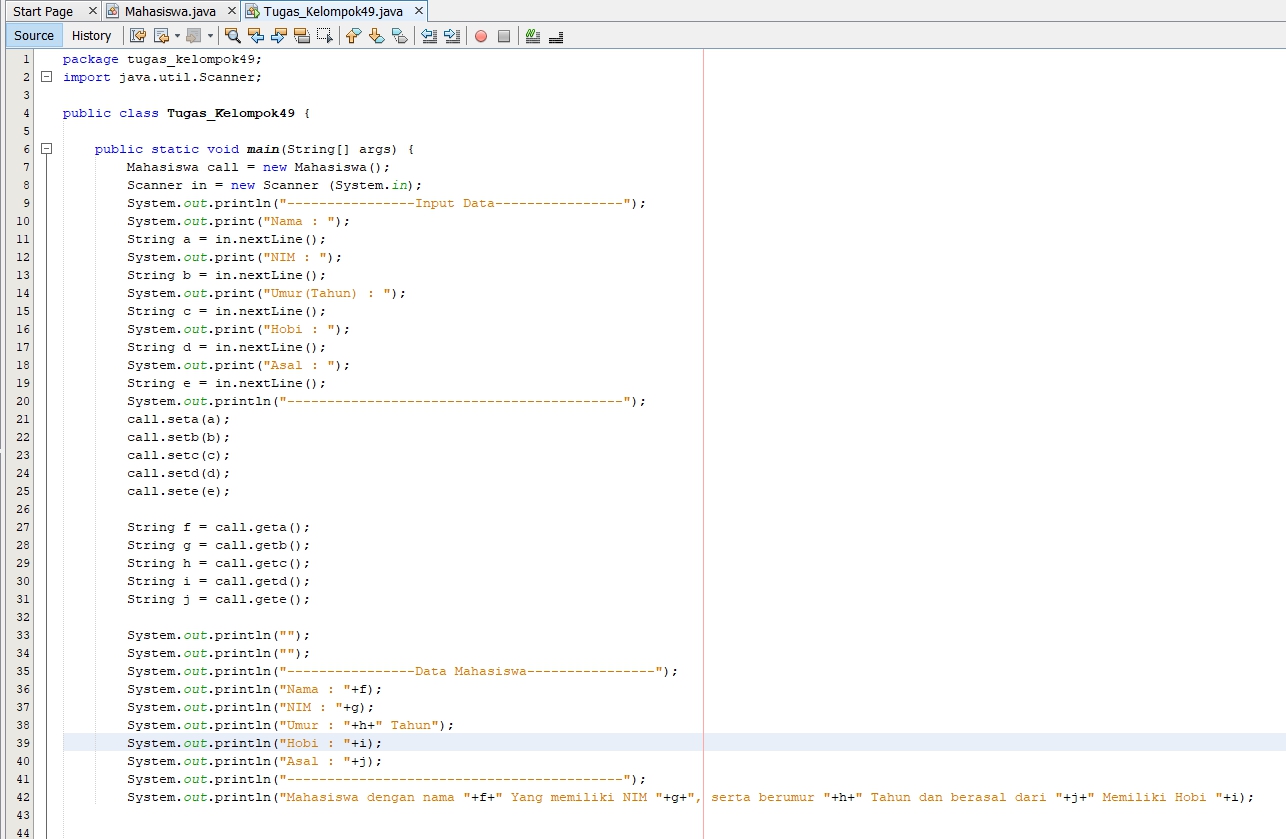 Start Page Mahasiswa.java Tugas_Kelompok49.java
Source History
1 package tugas_kelompok49;
2 import java.util.Scanner;
3
4 public class Tugas_Kelompok49 {
5
6 public static void main(String[] args) {
7 Mahasiswa call = new Mahasiswa();
8 Scanner in = new Scanner (System.in);
9 System.out.println("----------------Input Data----------------");
10 System.out.print("Nama : ");
11 String a = in.nextLine();
12 System.out.print("NIM : ");
13 String b = in.nextLine();
14 System.out.print("Umur(Tahun) : ");
15 String c = in.nextLine();
16 System.out.print("Hobi : ");
17 String d = in.nextLine();
18 System.out.print("Asal : ");
19 String e = in.nextLine();
20 System.out.println("------------------------------------------");
21 call.seta(a);
22 call.setb(b);
23 call.setc(c);
24 call.setd(d);
25 call.sete(e);
26
27 String f = call.geta();
28 String g = call.getb();
29 String h = call.getc();
30 String i = call.getd();
31 String j = call.gete();
32
33 System.out.println("");
34 System.out.println("");
35 System.out.println("----------------Data Mahasiswa----------------");
36 System.out.println("Nama : "+f);
37 System.out.println("NIM : "+g);
38 System.out.println("Umur : "+h+" Tahun");
39 System.out.println("Hobi : "+i);
40 System.out.println("Asal : "+j);
41 System.out.println("------------------------------------------");
42 System.out.println("Mahasiswa dengan nama "+f+" Yang memiliki NIM "+g+", serta berumur "+h+" Tahun dan berasal dari "+j+" Memiliki Hobi "+i);
43
44